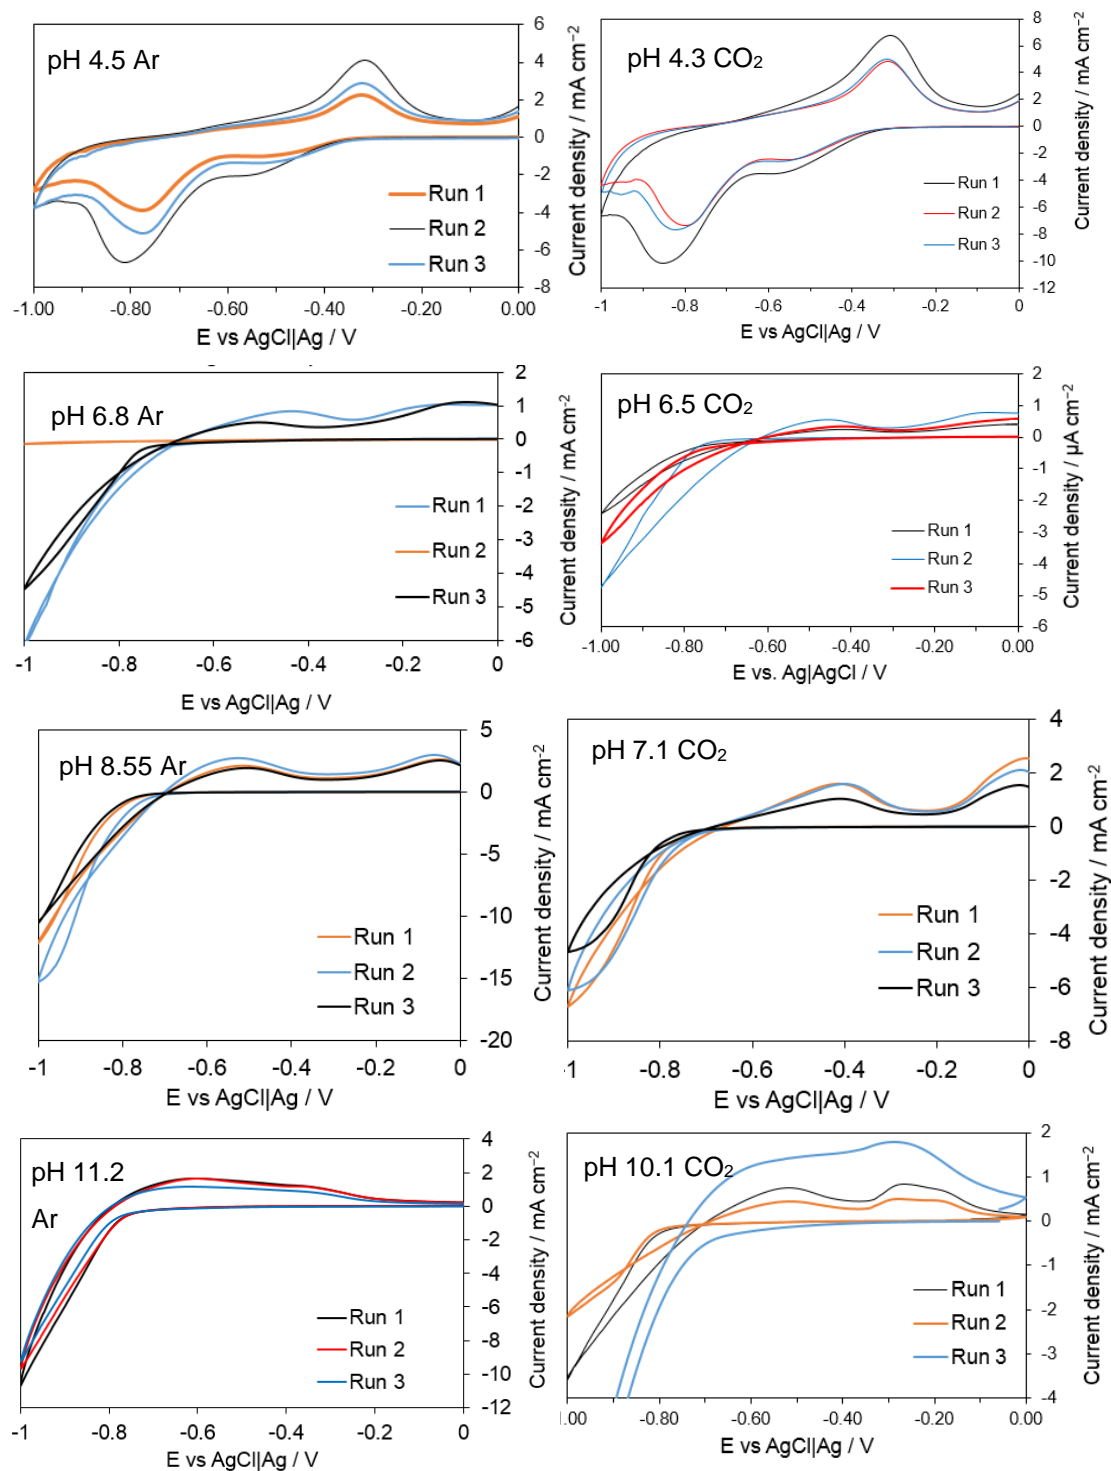 pH 4.5 Ar
6
4
2
0
-2
-4
-6
-8
Current density / mA cm⁻²
Run 1
Run 2
Run 3
-1.00
-0.80
-0.60
-0.40
-0.20
0.00
E vs AgCl|Ag / V
pH 4.3 CO₂
8
6
4
2
0
-2
-4
-6
-8
-10
-12
Current density / mA cm⁻²
Run 1
Run 2
Run 3
-1
-0.8
-0.6
-0.4
-0.2
0
E vs AgCl|Ag / V
pH 6.8 Ar
2
1
0
-1
-2
-3
-4
-5
-6
Current density / mA cm⁻²
Run 1
Run 2
Run 3
-1
-0.8
-0.6
-0.4
-0.2
0
E vs AgCl|Ag / V
pH 6.5 CO₂
2
1
0
-1
-2
-3
-4
-5
-6
Current density / µA cm⁻²
Run 1
Run 2
Run 3
-1.00
-0.80
-0.60
-0.40
-0.20
0.00
E vs. Ag|AgCl / V
pH 8.55 Ar
5
0
-5
-10
-15
-20
Current density / mA cm⁻²
Run 1
Run 2
Run 3
-1
-0.8
-0.6
-0.4
-0.2
0
E vs AgCl|Ag / V
pH 7.1 CO₂
4
2
0
-2
-4
-6
-8
Current density / mA cm⁻²
Run 1
Run 2
Run 3
-1
-0.8
-0.6
-0.4
-0.2
0
E vs AgCl|Ag / V
pH 11.2
Ar
4
2
0
-2
-4
-6
-8
-10
-12
Current density / mA cm⁻²
Run 1
Run 2
Run 3
-1
-0.8
-0.6
-0.4
-0.2
0
E vs AgCl|Ag / V
pH 10.1 CO₂
2
1
0
-1
-2
-3
-4
Current density / mA cm⁻²
Run 1
Run 2
Run 3
1.00
-0.80
-0.60
-0.40
-0.20
0.00
E vs AgCl|Ag / V